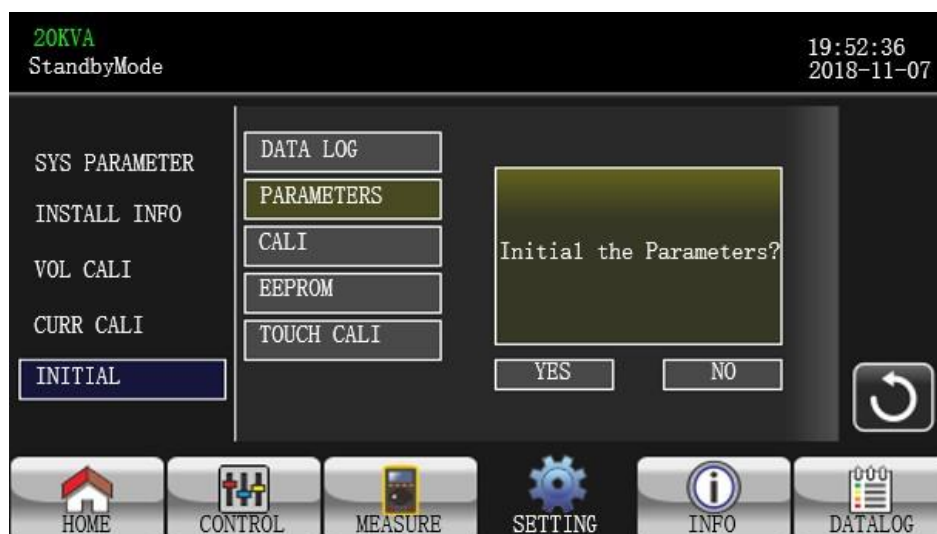 20KVA
StandbyMode
19:52:36
2018-11-07
SYS PARAMETER
INSTALL INFO
VOL CALI
CURR CALI
INITIAL
DATA LOG
PARAMETERS
CALI
EEPROM
TOUCH CALI
Initial the Parameters?
YES
NO
HOME
CONTROL
MEASURE
SETTING
INFO
DATALOG